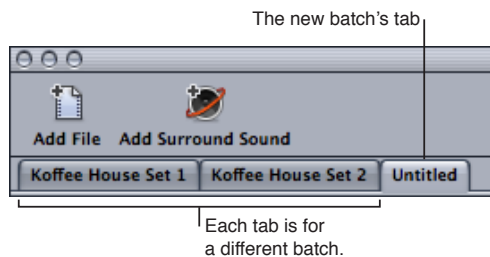 The new batch’s tab
Add File
Add Surround Sound
Koffee House Set 1
Koffee House Set 2
Untitled
Each tab is for
a different batch.